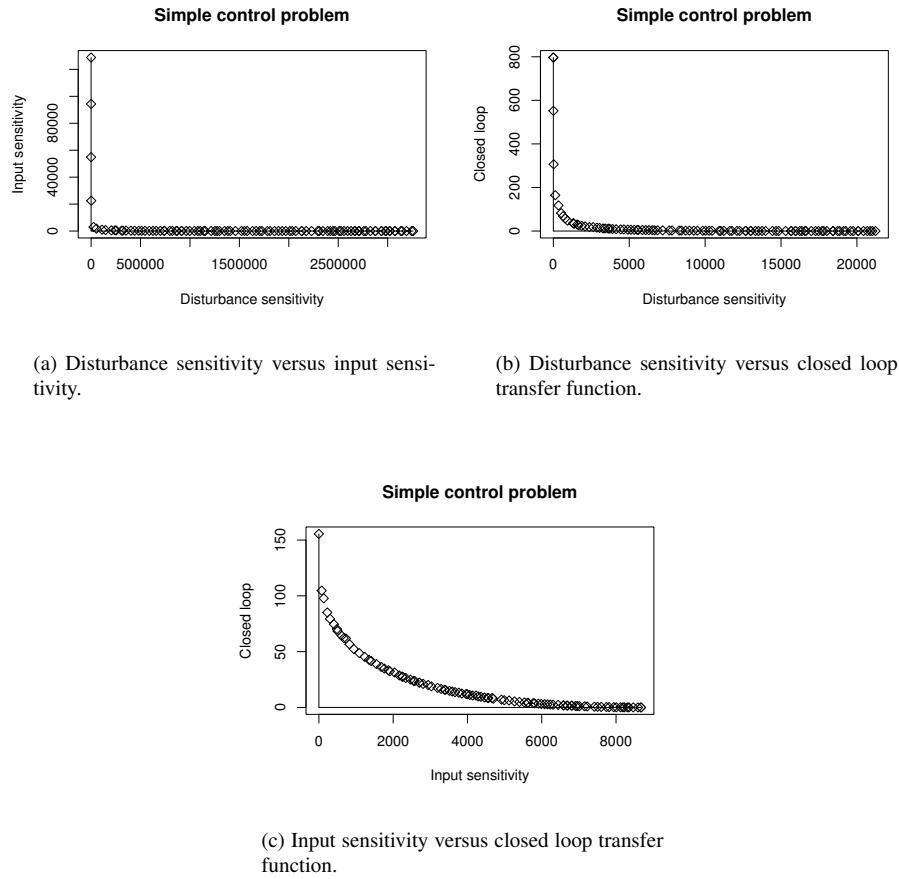 Simple control problem
Input sensitivity
0
40000
80000
0
500000
1500000
2500000
Disturbance sensitivity
(a) Disturbance sensitivity versus input sensi-
tivity.
Simple control problem
Closed loop
0
200
400
600
800
0
5000
10000
15000
20000
Disturbance sensitivity
(b) Disturbance sensitivity versus closed loop
transfer function.
Simple control problem
Closed loop
0
50
100
150
0
2000
4000
6000
8000
Input sensitivity
(c) Input sensitivity versus closed loop transfer
function.